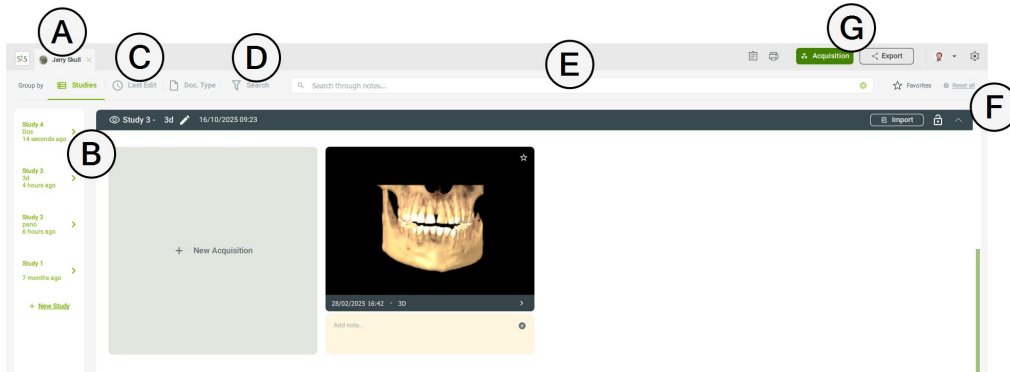 A
C
D
E
G
F
B
SIS
Jerry Skull
Acquisition
Export
Group by
Studies
Last Edit
Doc. Type
Search
Search through notes...
Favorites
Reset all
Study 4
Dos
14 seconds ago
Study 3
3d
4 hours ago
Study 2
pano
6 hours ago
Study 1
7 months ago
+ New Study
Study 3 - 3d
16/10/2025 09:23
Import
+ New Acquisition
28/02/2025 16:42 - 3D
Add note...